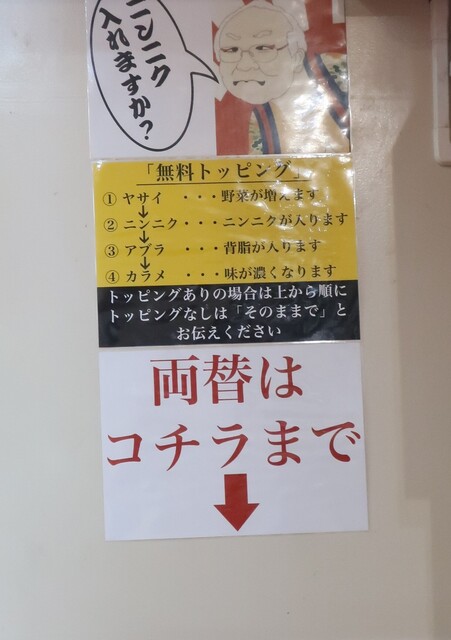 ニンニク
入れますか？
「無料トッピング」
① ヤサイ ・・・野菜が増えます
② ニンニク・・・ニンニクが入ります
③ アブラ ・・・背脂が入ります
④ カラメ ・・・味が濃くなります
トッピングありの場合は上から順に
トッピングなしは「そのままで」と
お伝えください
両替は
コチラまで